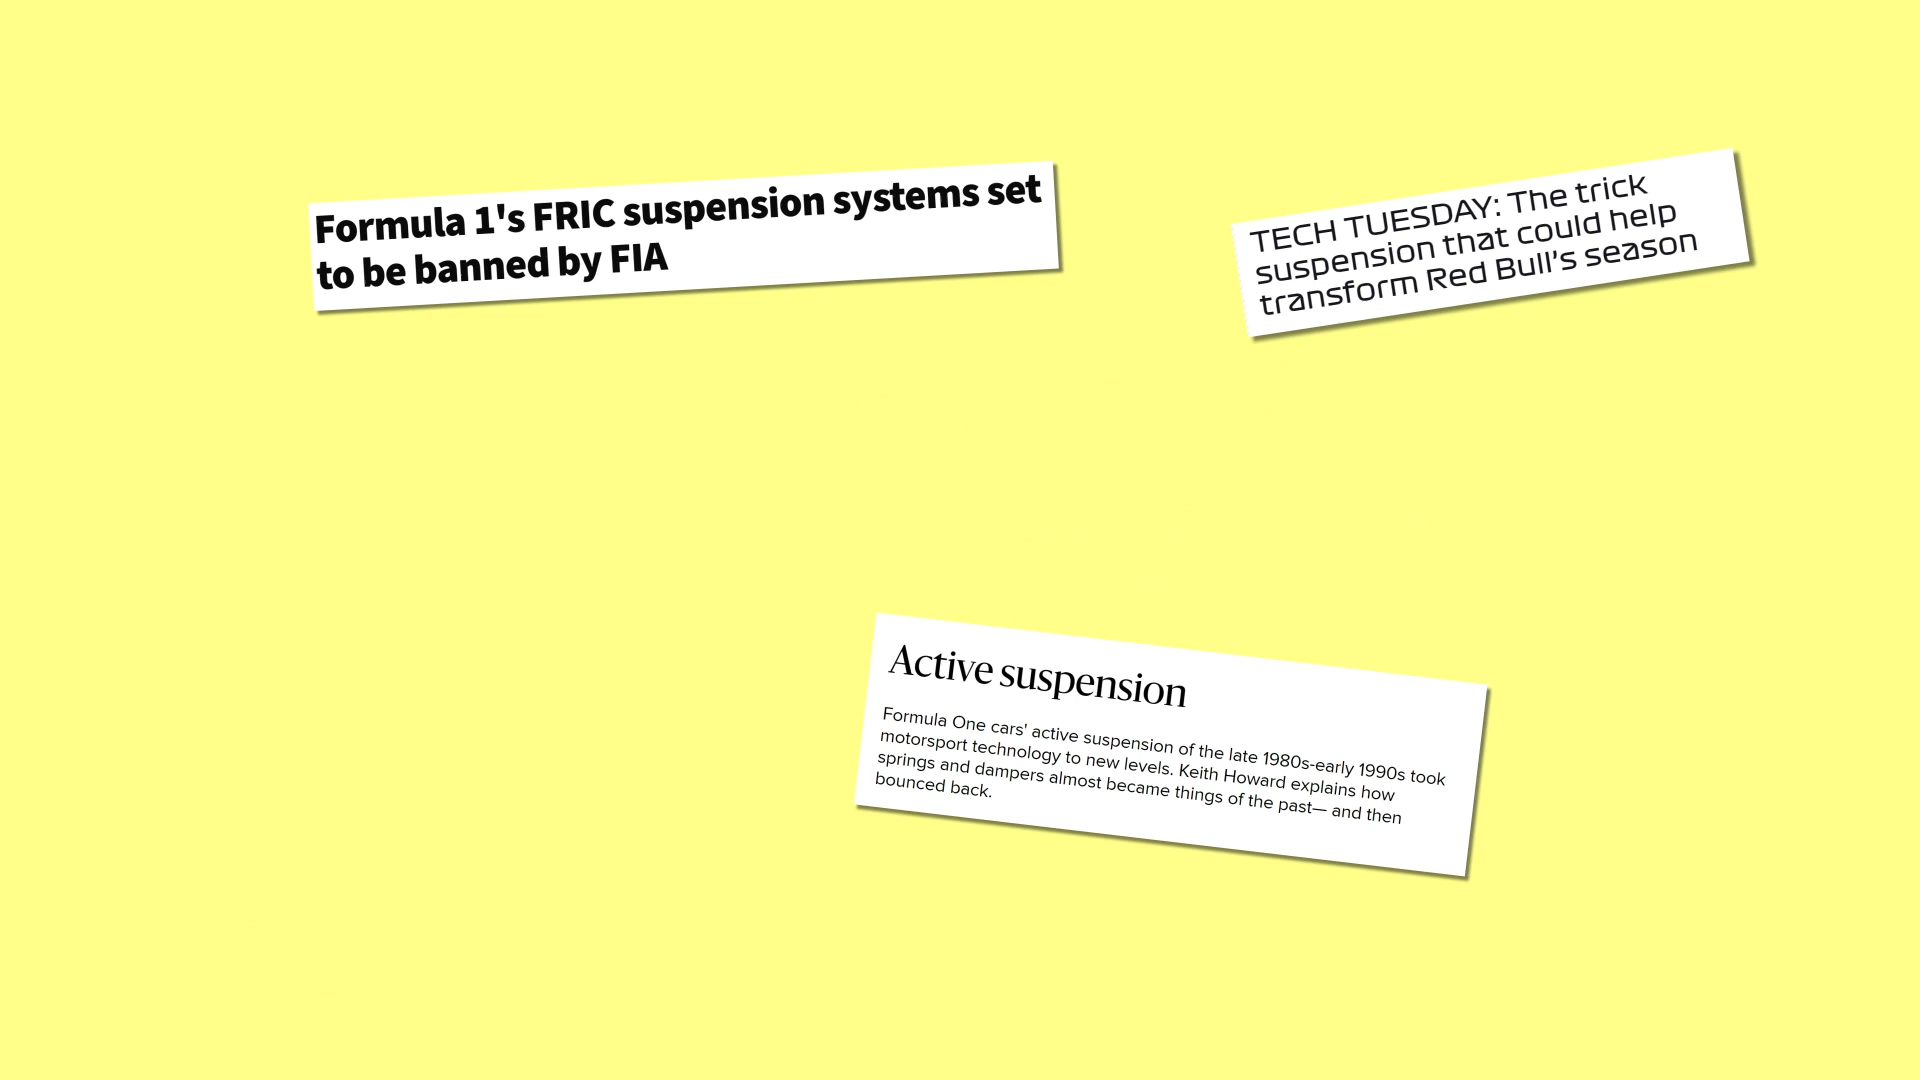 Formula 1's FRIC suspension systems set
to be banned by FIA
TECH TUESDAY: The trick
suspension that could help
transform Red Bull's season
Active suspension
Formula One cars' active suspension of the late 1980s-early 1990s took
motorsport technology to new levels. Keith Howard explains how
springs and dampers almost became things of the past— and then
bounced back.